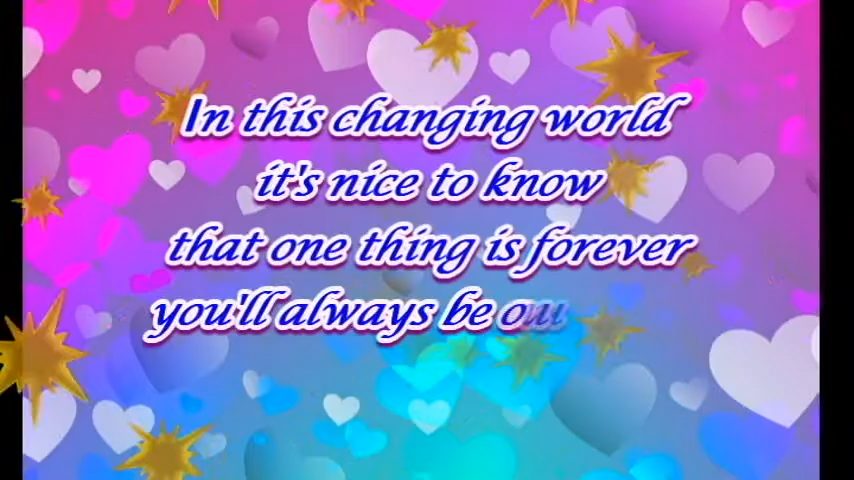 In this changing world
it's nice to know
that one thing is forever
you'll always be